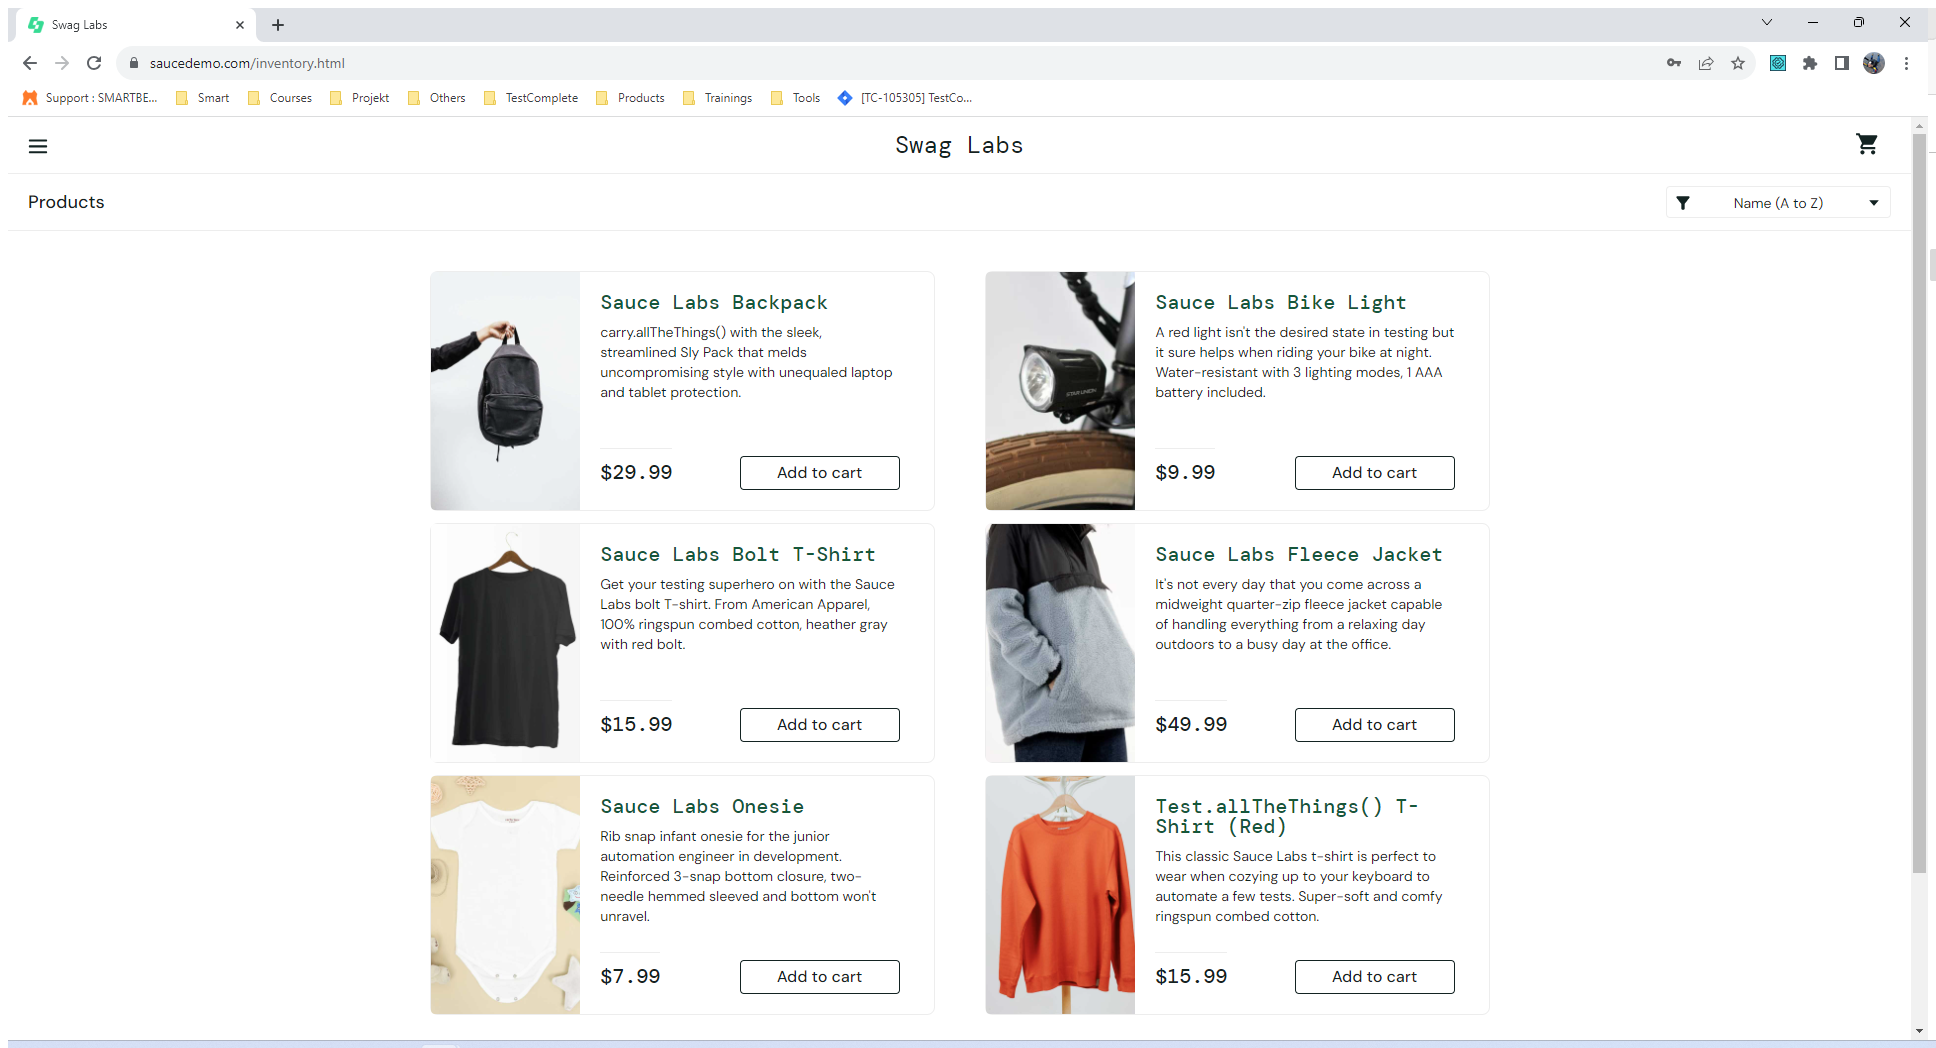 Swag Labs
saucedemo.com/inventory.html
Support : SMARTBE...
Smart
Courses
Projekt
Others
TestComplete
Products
Trainings
Tools
[TC-105305] TestCo...
Swag Labs
Products
Name (A to Z)
Sauce Labs Backpack
carry.allTheThings() with the sleek,
streamlined Sly Pack that melds
uncompromising style with unequaled laptop
and tablet protection.
$29.99
Add to cart
Sauce Labs Bike Light
A red light isn't the desired state in testing but
it sure helps when riding your bike at night.
Water-resistant with 3 lighting modes, 1 AAA
battery included.
$9.99
Add to cart
Sauce Labs Bolt T-Shirt
Get your testing superhero on with the Sauce
Labs bolt T-shirt. From American Apparel,
100% ringspun combed cotton, heather gray
with red bolt.
$15.99
Add to cart
Sauce Labs Fleece Jacket
It's not every day that you come across a
midweight quarter-zip fleece jacket capable
of handling everything from a relaxing day
outdoors to a busy day at the office.
$49.99
Add to cart
Sauce Labs Onesie
Rib snap infant onesie for the junior
automation engineer in development.
Reinforced 3-snap bottom closure, two-
needle hemmed sleeved and bottom won't
unravel.
$7.99
Add to cart
Test.allTheThings() T-
Shirt (Red)
This classic Sauce Labs t-shirt is perfect to
wear when cozying up to your keyboard to
automate a few tests. Super-soft and comfy
ringspun combed cotton.
$15.99
Add to cart